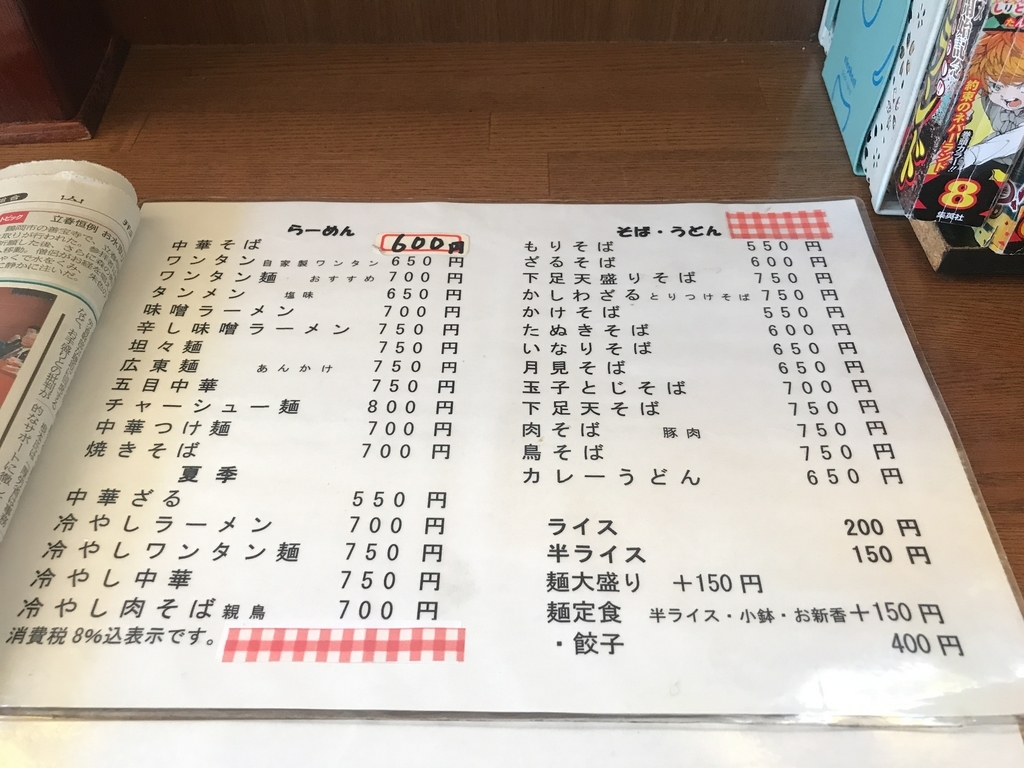 らーめん
中華そば 600円
ワンタン 自家製ワンタン 650円
ワンタン麺 おすすめ 700円
タンメン 塩味 650円
味噌ラーメン 700円
辛し味噌ラーメン 750円
坦々麺 750円
広東麺 あんかけ 750円
五目中華 750円
チャーシュー麺 800円
中華つけ麺 700円
焼きそば 700円
夏季
中華ざる 550円
冷やしラーメン 700円
冷やしワンタン麺 750円
冷やし中華 750円
冷やし肉そば 親鳥 700円
消費税8%込表示です。
そば・うどん
もりそば 550円
ざるそば 600円
下足天盛りそば 750円
かしわざる とりつけそば 750円
かけそば 550円
たぬきそば 600円
いなりそば 650円
月見そば 650円
玉子とじそば 700円
下足天そば 750円
肉そば 豚肉 750円
鳥そば 750円
カレーうどん 650円
ライス 200円
半ライス 150円
麺大盛り +150円
麺定食 半ライス・小鉢・お新香+150円
・餃子 400円
約束のネバーランド
8
集英社
トピック
立春恒例